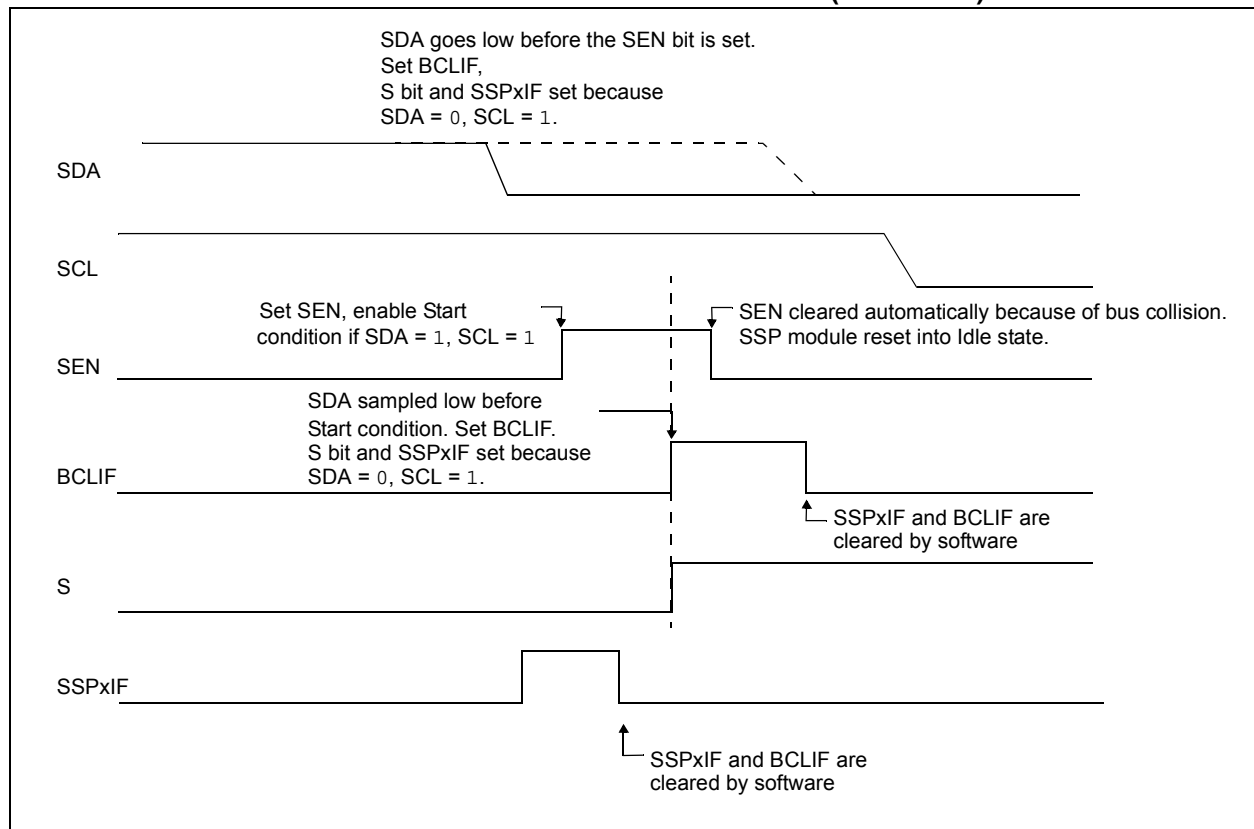 SDA goes low before the SEN bit is set.
Set BCLIF,
S bit and SSPxIF set because
SDA = 0, SCL = 1.
SDA
SCL
Set SEN, enable Start
condition if SDA = 1, SCL = 1
SEN cleared automatically because of bus collision.
SSP module reset into Idle state.
SEN
SDA sampled low before
Start condition. Set BCLIF.
S bit and SSPxIF set because
SDA = 0, SCL = 1.
BCLIF
SSPxIF and BCLIF are
cleared by software
S
SSPxIF
SSPxIF and BCLIF are
cleared by software